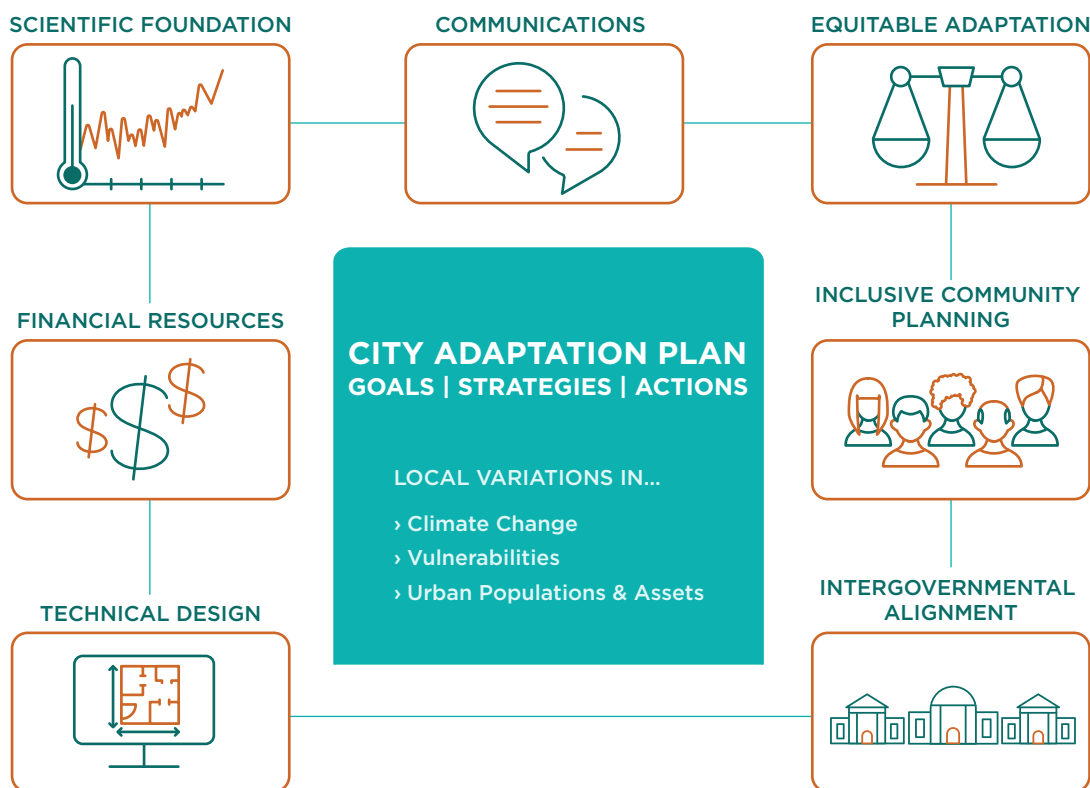 SCIENTIFIC FOUNDATION
COMMUNICATIONS
EQUITABLE ADAPTATION
FINANCIAL RESOURCES
INCLUSIVE COMMUNITY
PLANNING
CITY ADAPTATION PLAN
GOALS | STRATEGIES | ACTIONS
LOCAL VARIATIONS IN...
› Climate Change
› Vulnerabilities
› Urban Populations & Assets
TECHNICAL DESIGN
INTERGOVERNMENTAL
ALIGNMENT